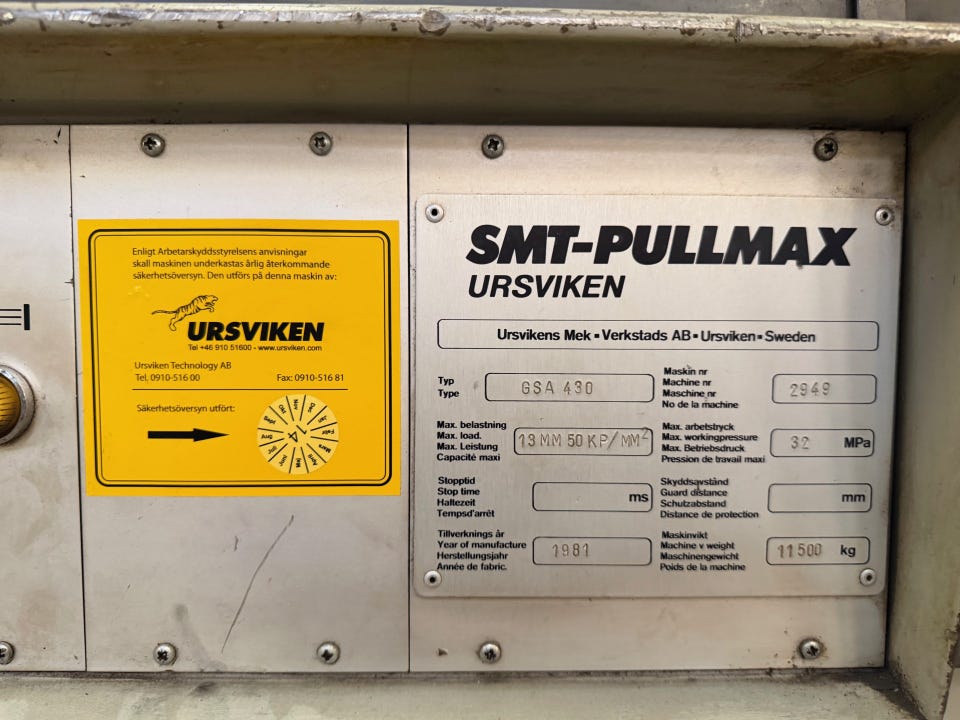 Enligt Arbetarskyddsstyrelsens anvisningar
skall maskinen underkastas årlig återkommande
säkerhetsöversyn. Den utförs på denna maskin av:
URSVIKEN
Tel +46 910 51600 - www.ursviken.com
Ursviken Technology AB
Tel. 0910-516 00 Fax: 0910-516 81
Säkerhetsöversyn utfört:
14
SMT-PULLMAX
URSVIKEN
Ursvikens Mek - Verkstads AB - Ursviken - Sweden
Typ
Type
GSA 430
Maskin nr
Machine nr
Maschine nr
No de la machine
2949
Max. belastning
Max. load.
Max. Leistung
Capacité maxi
13 MM 50 KP/MM²
Max. arbetstryck
Max. workingpressure
Max. Betriebsdruck
Pression de travail maxi
32 MPa
Stopptid
Stop time
Haltezeit
Tempsd'arrêt
ms
Skyddsavstånd
Guard distance
Schutzabstand
Distance de protection
mm
Tillverknings år
Year of manufacture
Herstellungsjahr
Année de fabric.
1981
Maskinvikt
Machine v weight
Maschinengewicht
Poids de la machine
11500 kg